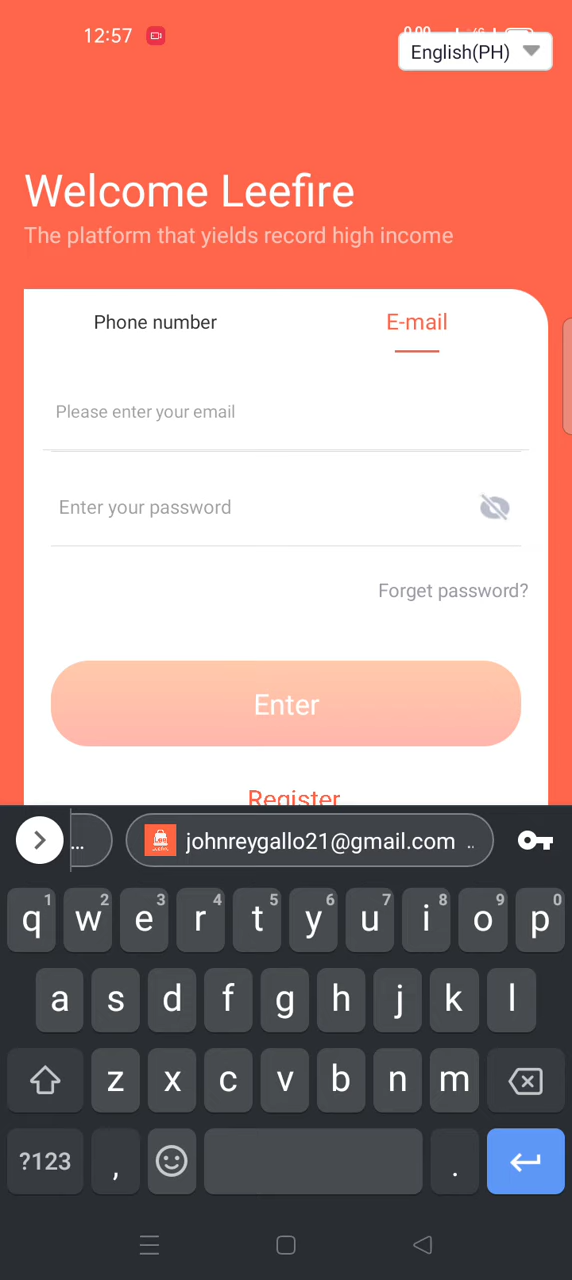 12:57
English(PH)
Welcome Leefire
The platform that yields record high income
Phone number
E-mail
Please enter your email
Enter your password
Forget password?
Enter
Register
...
Lee
johnreygallo21@gmail.com ..
1 2 3 4 5 6 7 8 9 0
q w e r t y u i o p
a s d f g h j k l
z x c v b n m
?123 , .